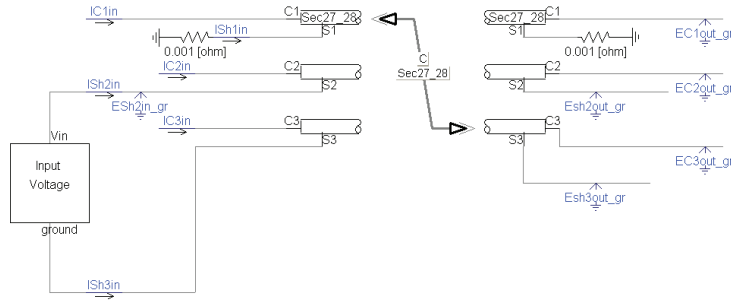 IC1in
C1
Sec27_28
ISh1in
S1
0.001 [ohm]
IC2in
C2
ISh2in
S2
ESh2in_gr
IC3in
C3
Vin
S3
Input
Voltage
ground
ISh3in
C
Sec27_28
Sec27_28
C1
EC1out_gr
S1
0.001 [ohm]
C2
EC2out_gr
S2
Esh2out_gr
C3
S3
EC3out_gr
Esh3out_gr